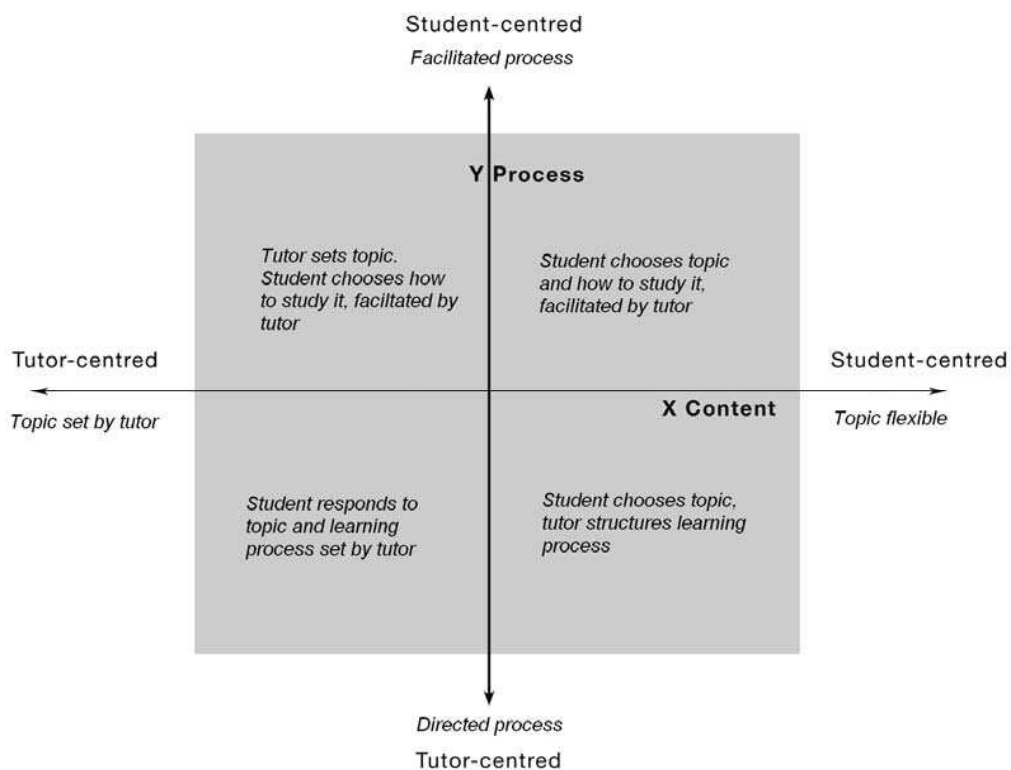 Student-centred
Facilitated process
Y Process
Tutor sets topic.
Student chooses how
to study it, faciltated by
tutor
Student chooses topic
and how to study it,
facilitated by tutor
Tutor-centred
Student-centred
Topic set by tutor
X Content
Topic flexible
Student responds to
topic and learning
process set by tutor
Student chooses topic,
tutor structures learning
process
Directed process
Tutor-centred